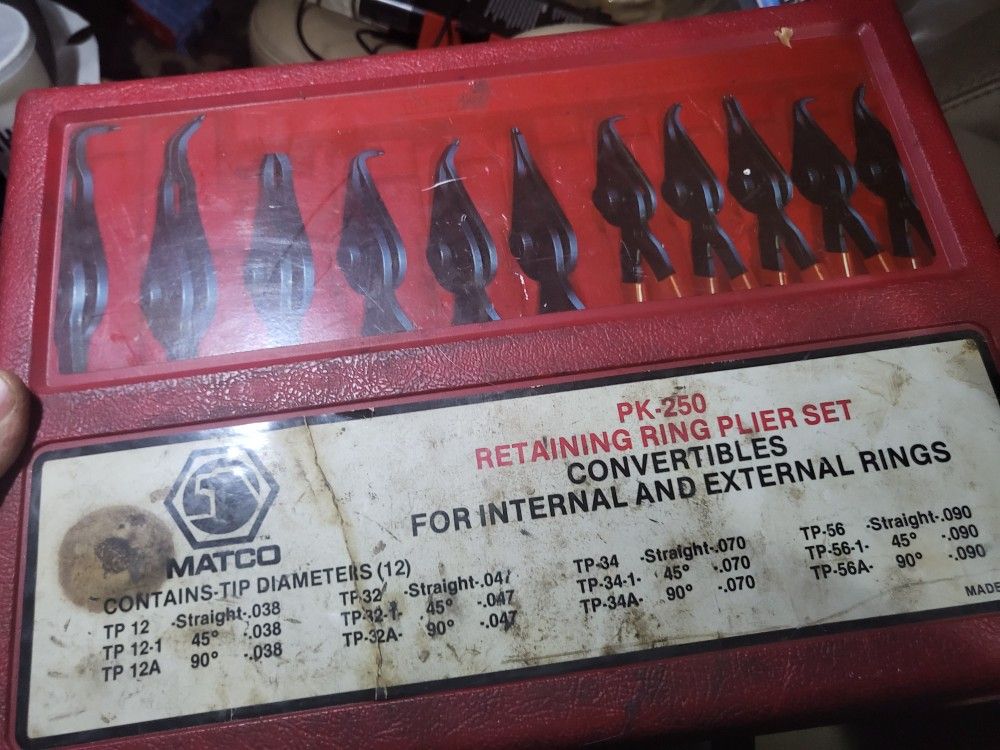 PK-250
RETAINING RING PLIER SET
CONVERTIBLES
FOR INTERNAL AND EXTERNAL RINGS
MATCO™
CONTAINS-TIP DIAMETERS (12)
TP 12 -Straight-.038
TP 12-1 45° -.038
TP 12A 90° -.038
TP-32 -Straight-.047
TP-32-1- 45° -.047
TP-32A- 90° -.047
TP-34 -Straight-.070
TP-34-1- 45° -.070
TP-34A- 90° -.070
TP-56 -Straight-.090
TP-56-1- 45° -.090
TP-56A- 90° -.090
MADE